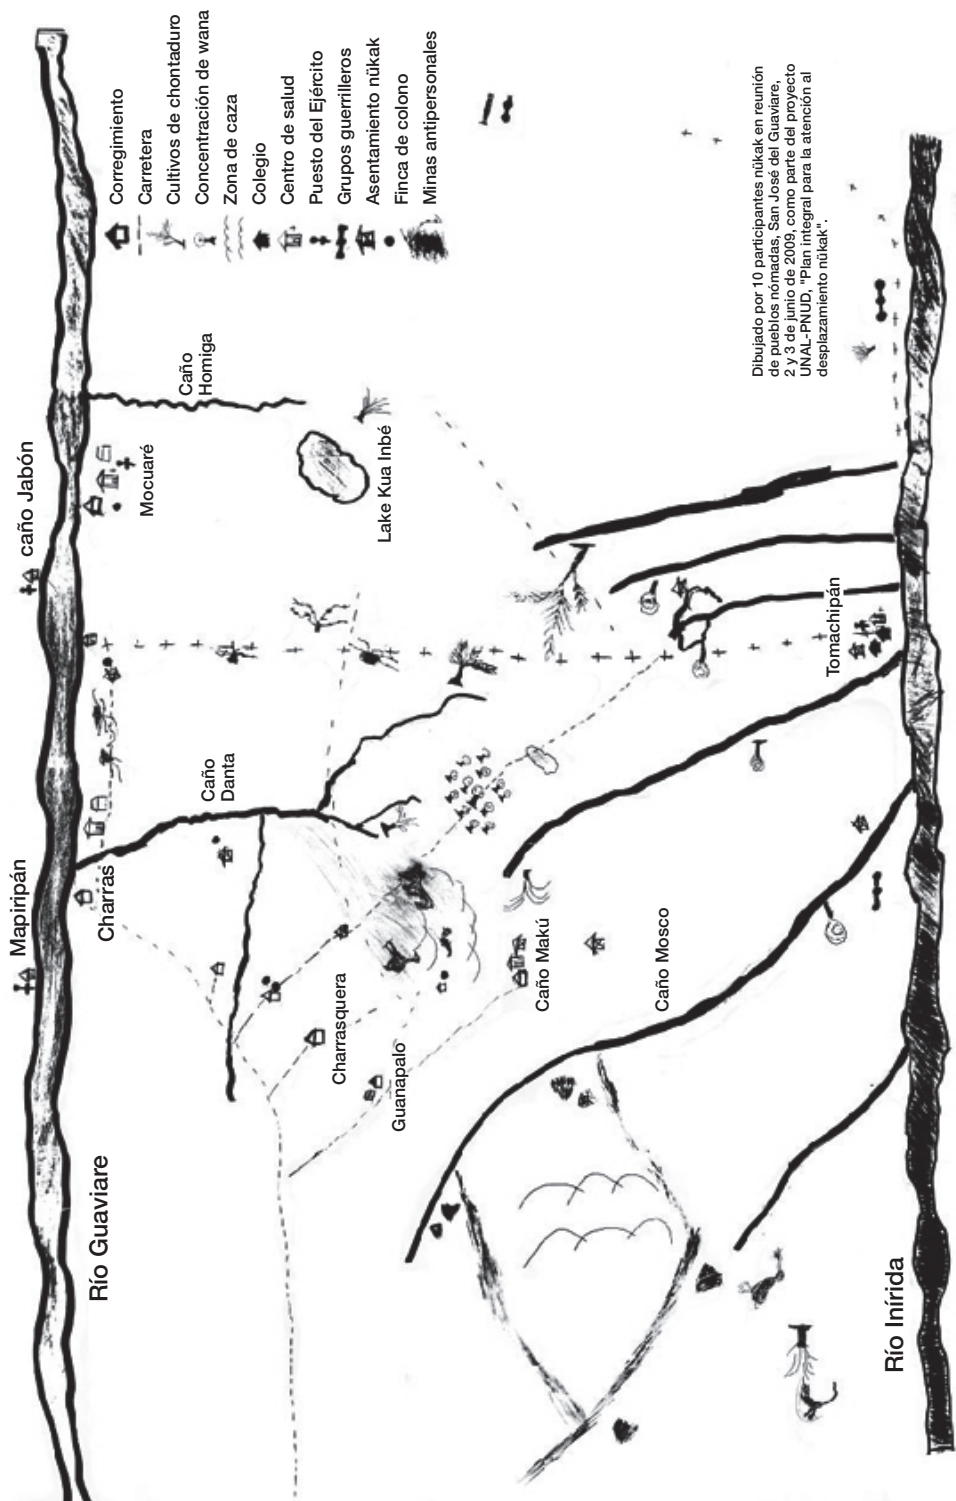 Mapiripán
caño Jabón
Río Guaviare
Charras
Mocuaré
Caño
Homiga
Caño
Danta
Lake Kua Inbé
Charrasquera
Guanapalo
Caño Makú
Caño Mosco
Tomachipán
Río Inírida
Corregimiento
Carretera
Cultivos de chontaduro
Concentración de wana
Zona de caza
Colegio
Centro de salud
Puesto del Ejército
Grupos guerrilleros
Asentamiento nükak
Finca de colono
Minas antipersonales
Dibujado por 10 participantes nükak en reunión
de pueblos nómadas, San José del Guaviare,
2 y 3 de junio de 2009, como parte del proyecto
UNAL-PNUD, "Plan integral para la atención al
desplazamiento nükak".